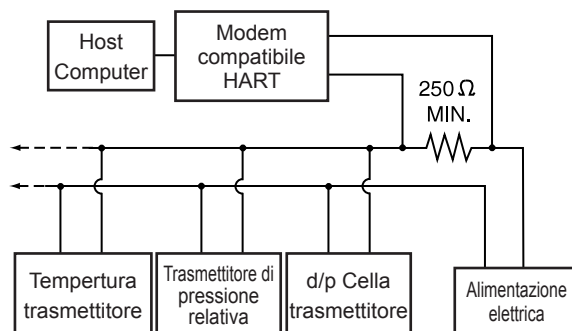 Host
Computer
Modem
compatibile
HART
250 Ω
MIN.
Tempertura
trasmettitore
Trasmettitore di
pressione
relativa
d/p Cella
trasmettitore
Alimentazione
elettrica